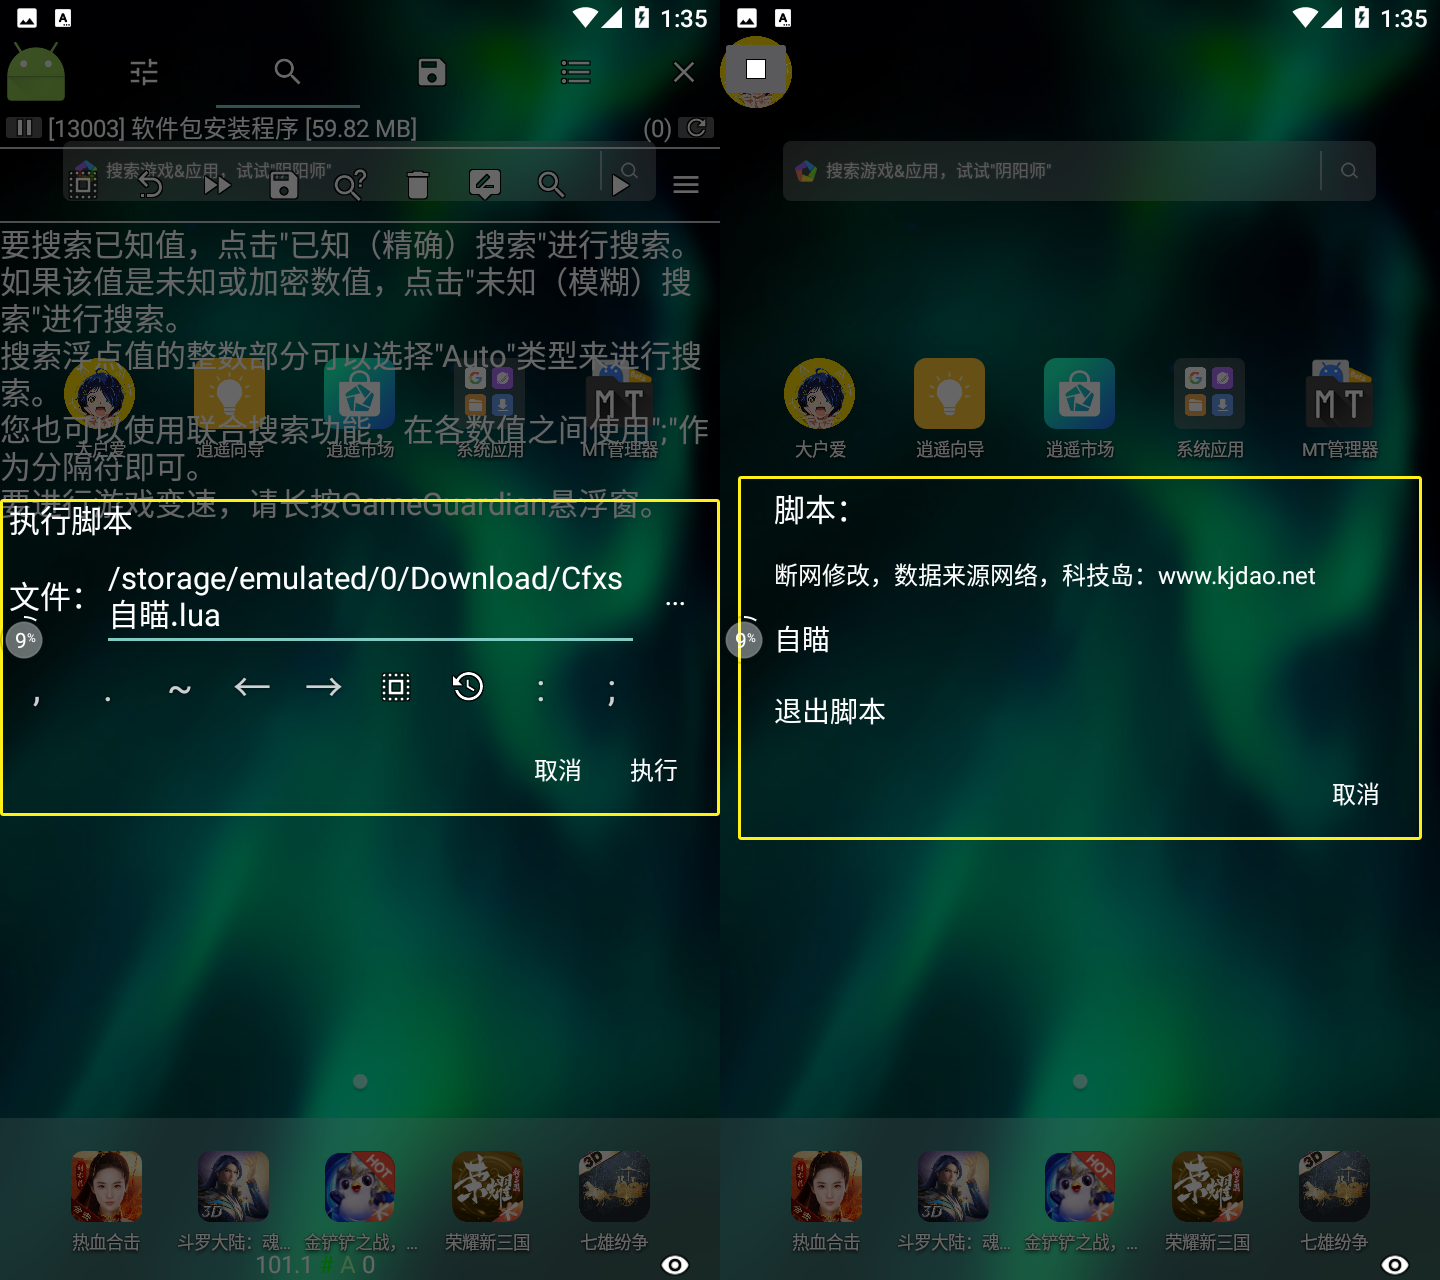 1:35
[13003] 软件包安装程序 [59.82 MB]
(0)
搜索游戏&应用，试试"阴阳师"
要搜索已知值，点击"已知（精确）搜索"进行搜索。
如果该值是未知或加密数值，点击"未知（模糊）搜
索"进行搜索。
搜索浮点值的整数部分可以选择"Auto"类型来进行搜
索。
您也可以使用联合搜索功能，在各数值之间使用";"作
为分隔符即可。
要进行游戏变速，请长按GameGuardian悬浮窗。
大户爱
逍遥向导
逍遥市场
系统应用
MT管理器
执行脚本
文件：
/storage/emulated/0/Download/Cfxs
自瞄.lua
...
9%
, . ~ ← → : ;
取消
执行
热血合击
斗罗大陆：魂...
金铲铲之战，...
荣耀新三国
七雄纷争
3D
HOT
3D
101.1 # A 0
1:35
搜索游戏&应用，试试"阴阳师"
MT
大户爱
逍遥向导
逍遥市场
系统应用
MT管理器
脚本：
断网修改，数据来源网络，科技岛：www.kjdao.net
9%
自瞄
退出脚本
取消
3D
HOT
3D
热血合击
斗罗大陆：魂...
金铲铲之战，...
荣耀新三国
七雄纷争